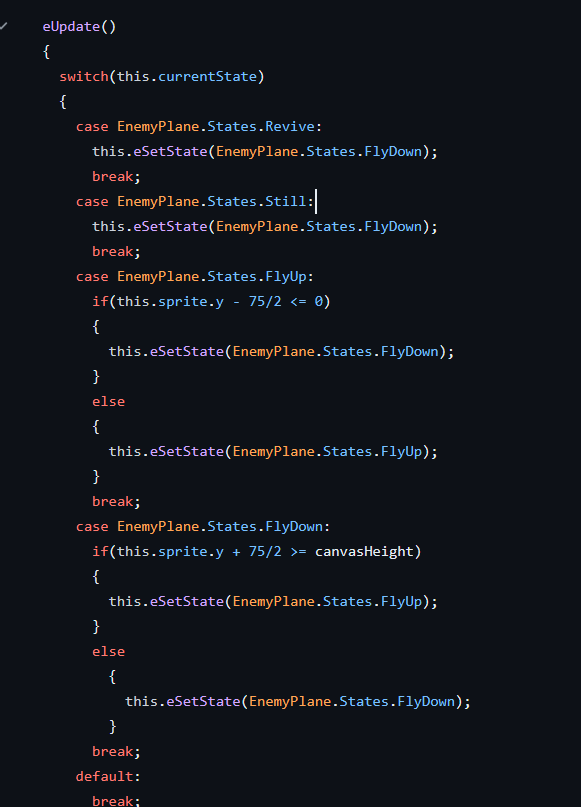 eUpdate()
{
switch(this.currentState)
{
case EnemyPlane.States.Revive:
this.eSetState(EnemyPlane.States.FlyDown);
break;
case EnemyPlane.States.Still:
this.eSetState(EnemyPlane.States.FlyDown);
break;
case EnemyPlane.States.FlyUp:
if(this.sprite.y - 75/2 <= 0)
{
this.eSetState(EnemyPlane.States.FlyDown);
}
else
{
this.eSetState(EnemyPlane.States.FlyUp);
}
break;
case EnemyPlane.States.FlyDown:
if(this.sprite.y + 75/2 >= canvasHeight)
{
this.eSetState(EnemyPlane.States.FlyUp);
}
else
{
this.eSetState(EnemyPlane.States.FlyDown);
}
break;
default:
break;